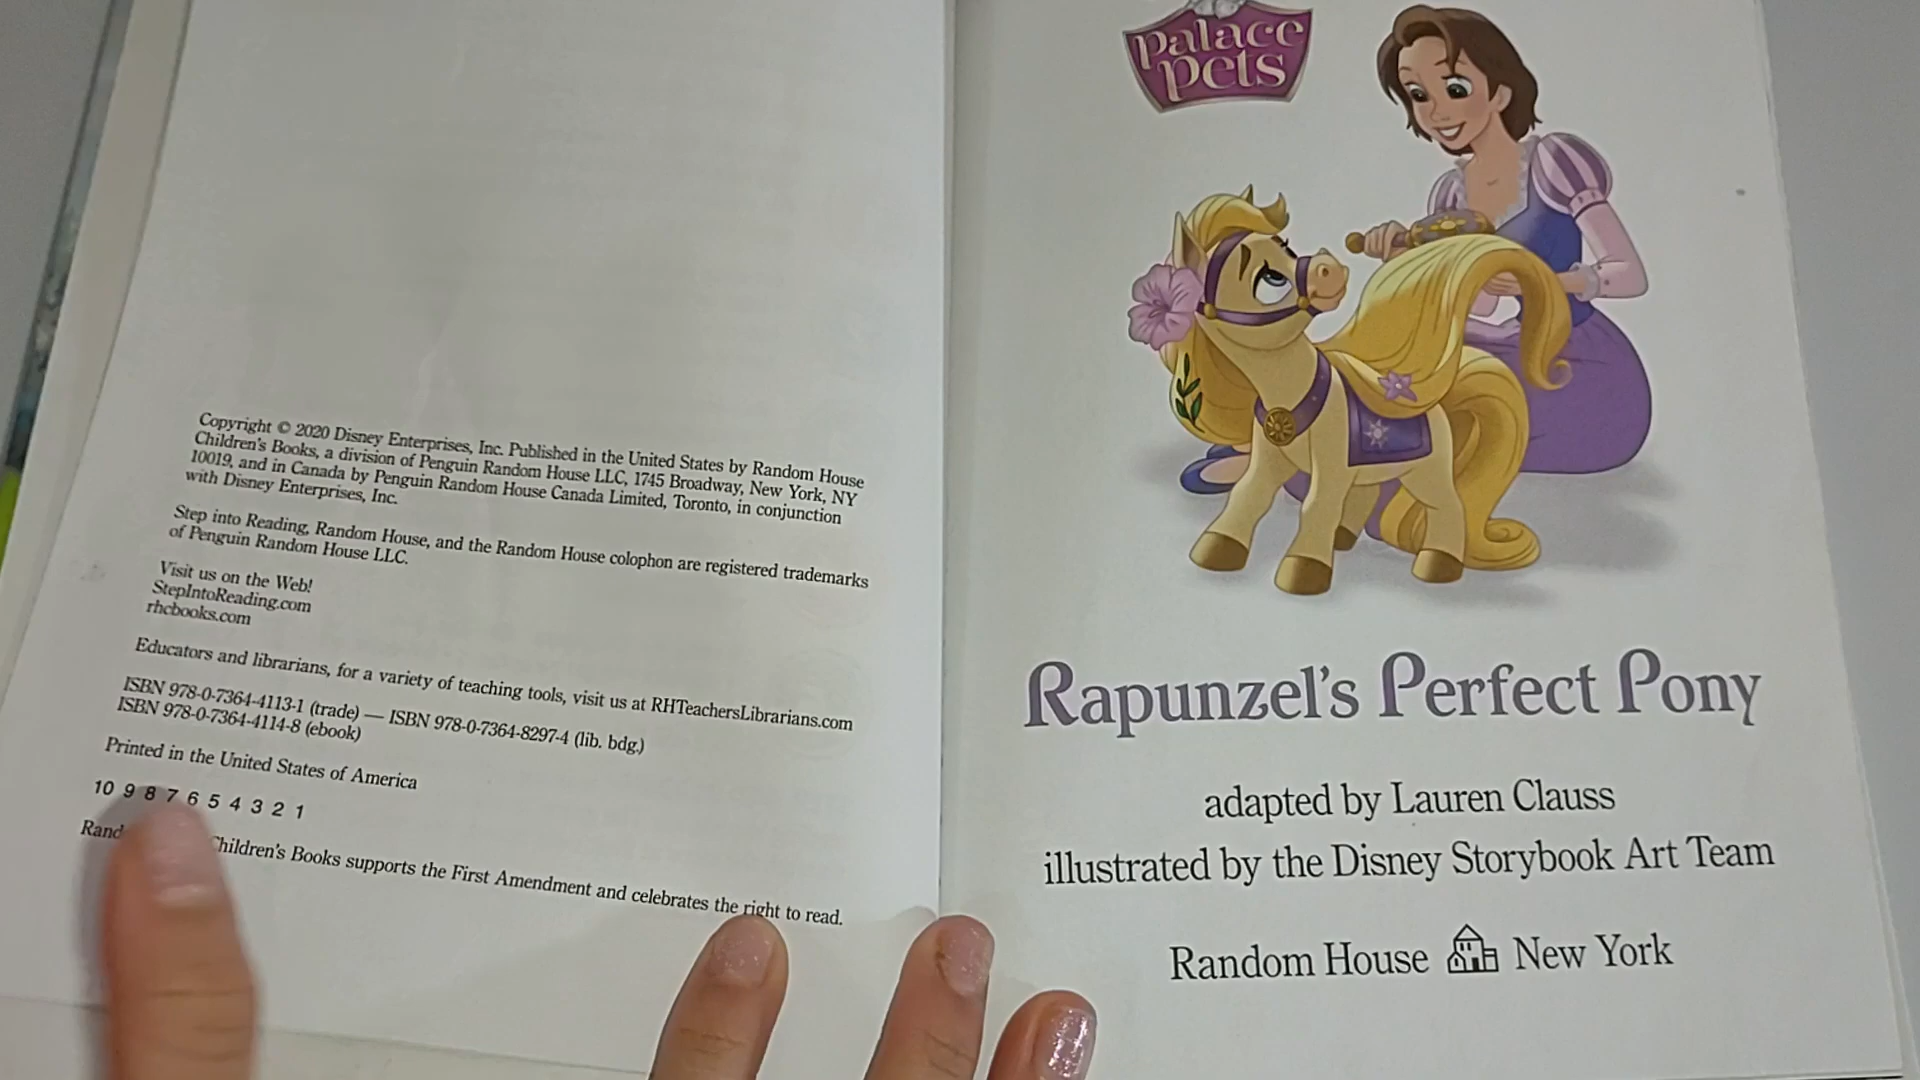 Copyright © 2020 Disney Enterprises, Inc. Published in the United States by Random House
Children's Books, a division of Penguin Random House LLC, 1745 Broadway, New York, NY
10019, and in Canada by Penguin Random House Canada Limited, Toronto, in conjunction
with Disney Enterprises, Inc.
Step into Reading, Random House, and the Random House colophon are registered trademarks
of Penguin Random House LLC.
Visit us on the Web!
StepIntoReading.com
rhcbooks.com
Educators and librarians, for a variety of teaching tools, visit us at RHTeachersLibrarians.com
ISBN 978-0-7364-4113-1 (trade) — ISBN 978-0-7364-8297-4 (lib. bdg.)
ISBN 978-0-7364-4114-8 (ebook)
Printed in the United States of America
10 9 8 7 6 5 4 3 2 1
Children's Books supports the First Amendment and celebrates the right to read.
palace
pets
Rapunzel's Perfect Pony
adapted by Lauren Clauss
illustrated by the Disney Storybook Art Team
Random House New York